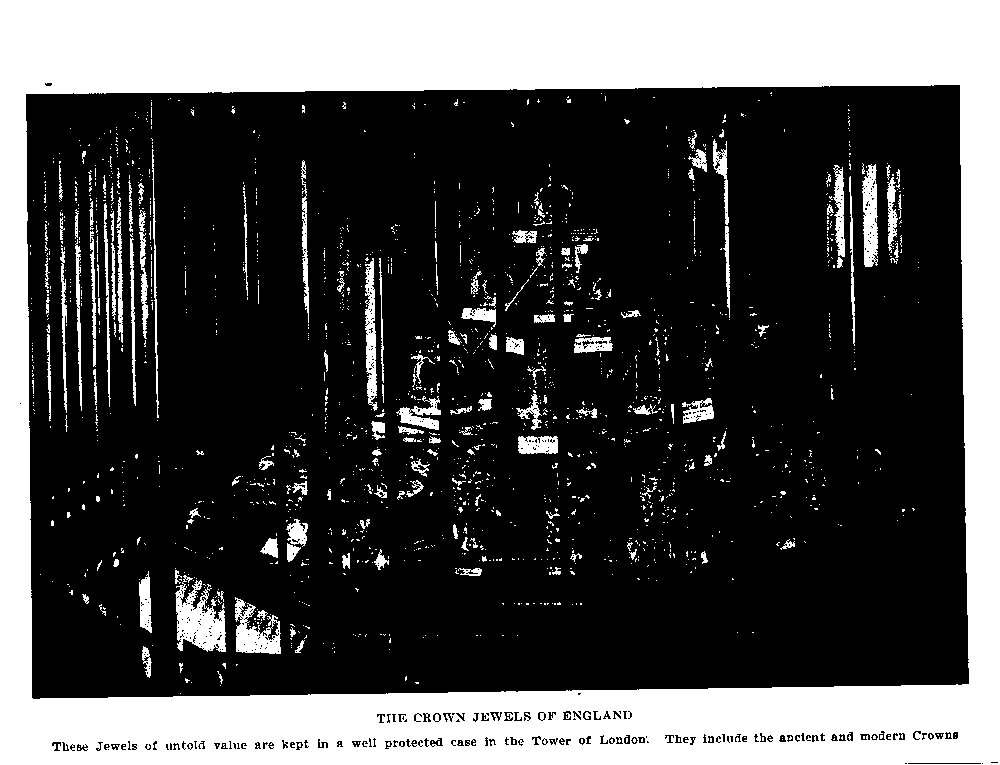 THE CROWN JEWELS OF ENGLAND
These Jewels of untold value are kept in a well protected case in the Tower of London. They include the ancient and modern Crowns